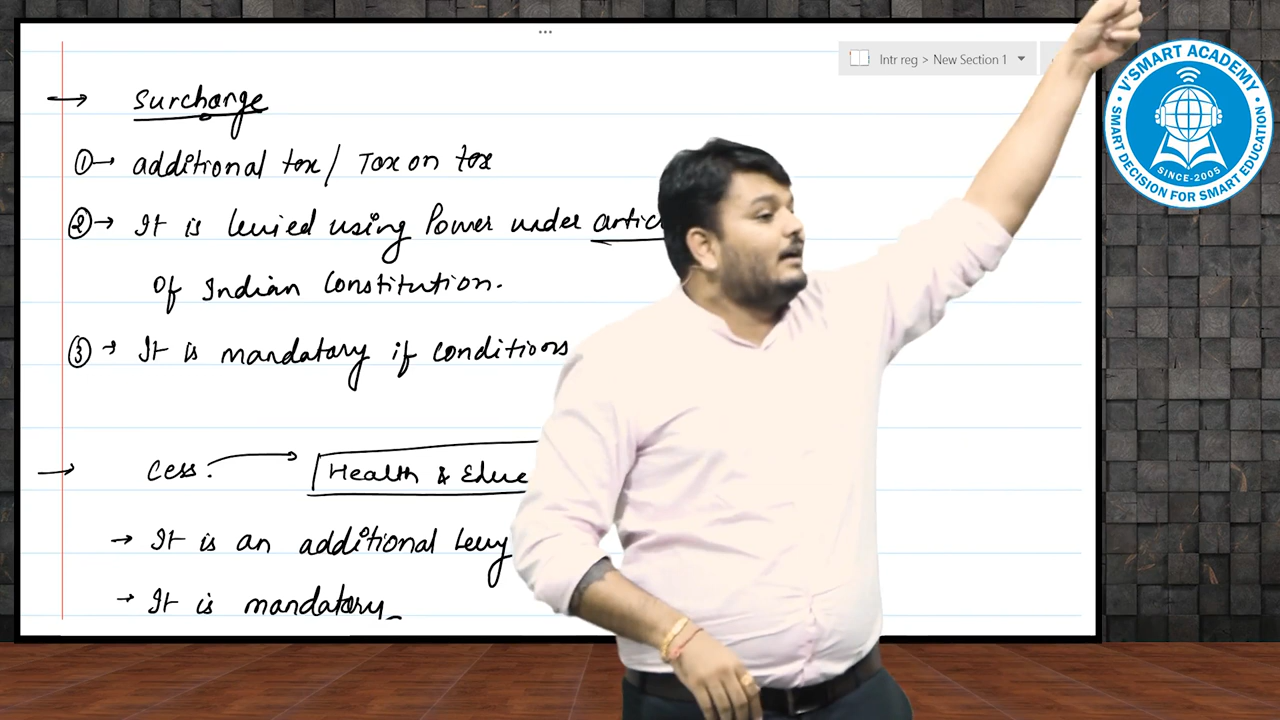 ...
Intr reg > New Section 1
→ Surcharge
① → additional tax / Tax on tax
② → It is levied using Power under
Of Indian Constitution.
③ → It is mandatory if conditions
→ Cess : → Health &
→ It is an additional levy
→ It is mandatory
V'SMART ACADEMY
SINCE-2005
SMART DECISION FOR SMART EDUCATION